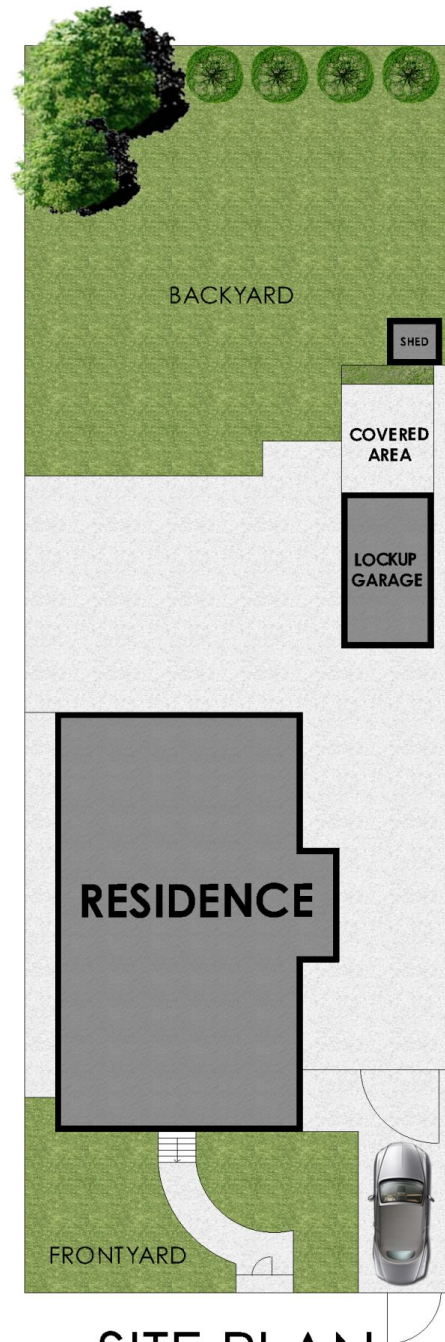 BACKYARD
SHED
COVERED
AREA
LOCKUP
GARAGE
RESIDENCE
FRONTYARD
SITE PLAN